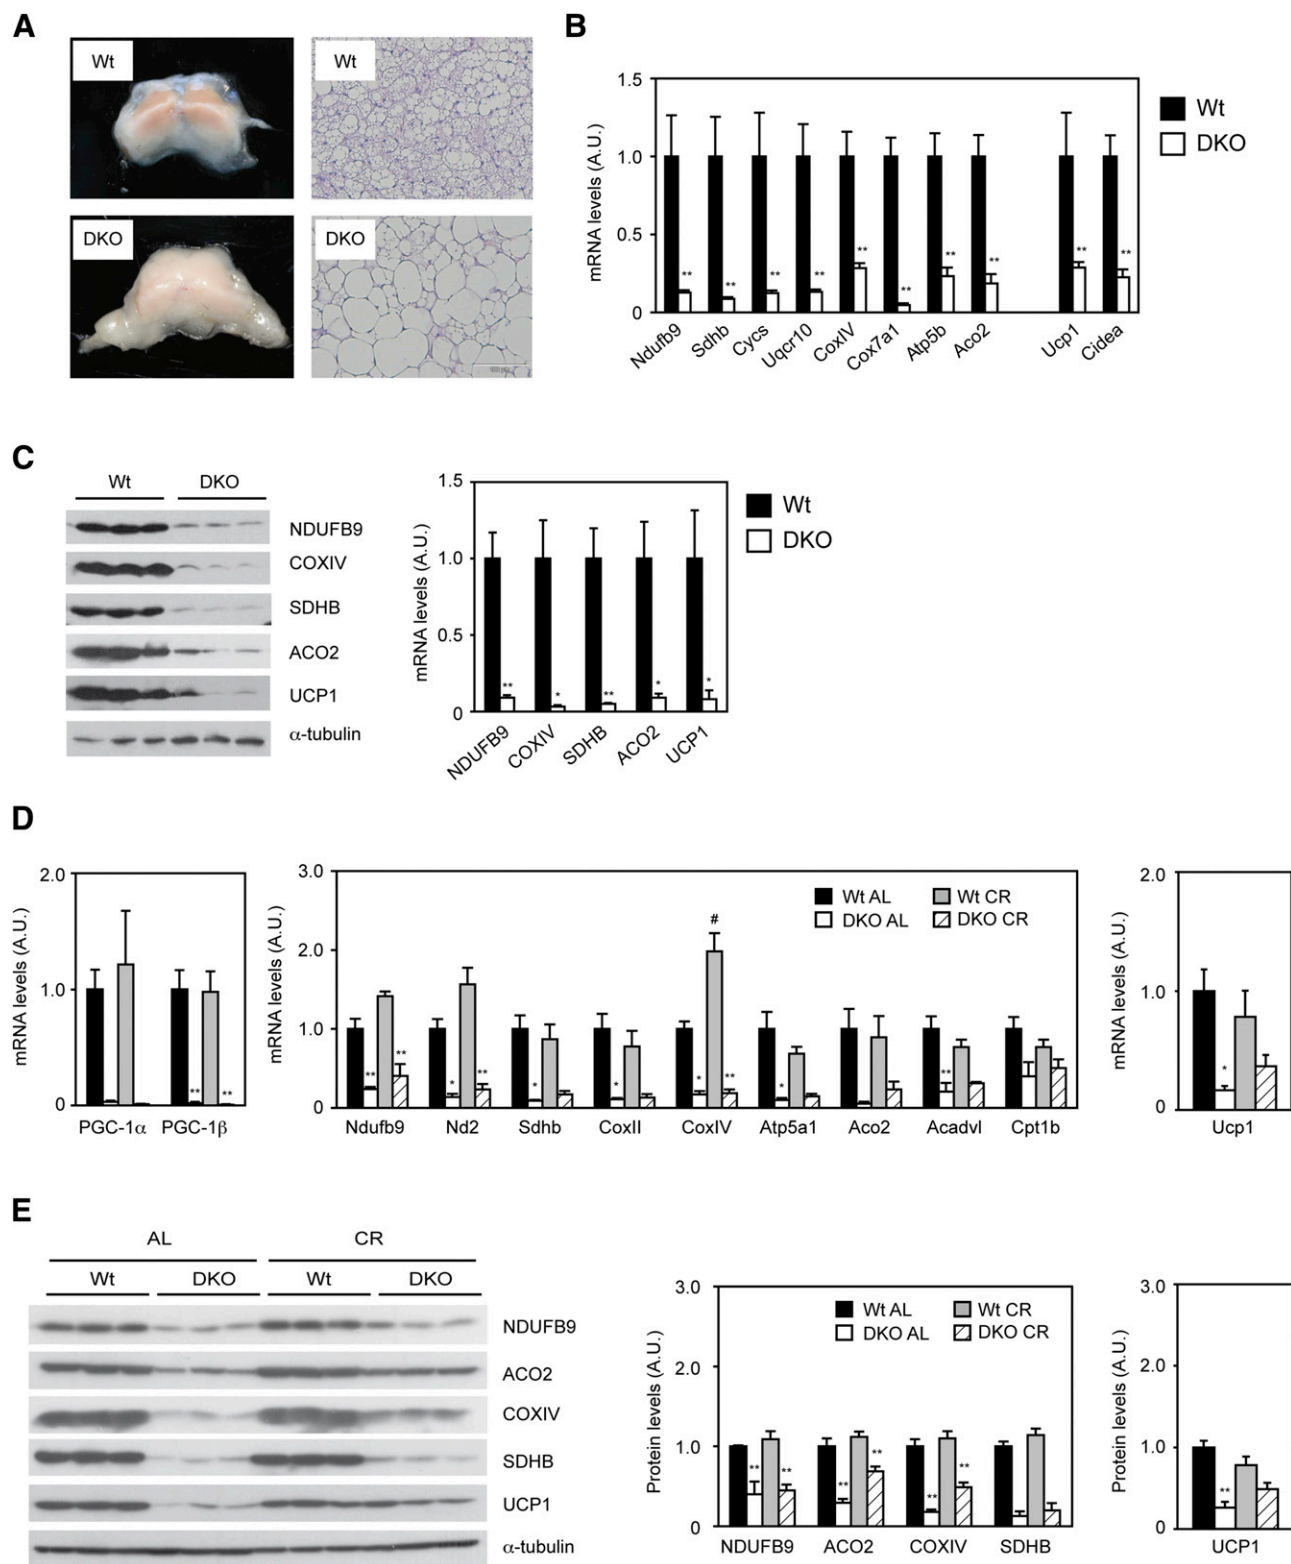 A
Wt
Wt
DKO
DKO
B
1.5
1.0
0.5
0
mRNA levels (A.U.)
** ** ** ** ** ** ** ** ** **
Ndufb9 Sdhb Cycs Uqcr10 CoxIV Cox7a1 Atp5b Aco2 Ucp1 Cidea
Wt
DKO
C
Wt DKO
NDUFB9
COXIV
SDHB
ACO2
UCP1
α-tubulin
1.5
1.0
0.5
0
mRNA levels (A.U.)
** * ** * *
NDUFB9 COXIV SDHB ACO2 UCP1
Wt
DKO
D
2.0
1.0
0
mRNA levels (A.U.)
** **
PGC-1α PGC-1β
3.0
2.0
1.0
0
mRNA levels (A.U.)
Wt AL Wt CR
DKO AL DKO CR
#
** ** * ** * * * ** * **
Ndufb9 Nd2 Sdhb CoxII CoxIV Atp5a1 Aco2 Acadvl Cpt1b
2.0
1.0
0
mRNA levels (A.U.)
*
Ucp1
E
AL CR
Wt DKO Wt DKO
NDUFB9
ACO2
COXIV
SDHB
UCP1
α-tubulin
3.0
2.0
1.0
0
Protein levels (A.U.)
Wt AL Wt CR
DKO AL DKO CR
** ** ** ** ** **
NDUFB9 ACO2 COXIV SDHB
3.0
2.0
1.0
0
Protein levels (A.U.)
**
UCP1